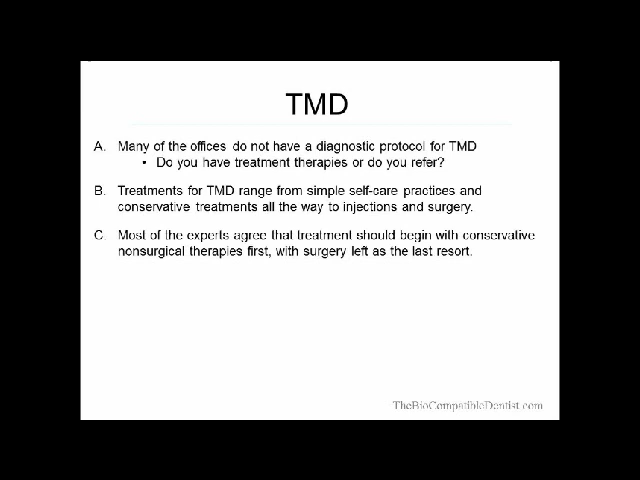 TMD
A. Many of the offices do not have a diagnostic protocol for TMD
• Do you have treatment therapies or do you refer?
B. Treatments for TMD range from simple self-care practices and
conservative treatments all the way to injections and surgery.
C. Most of the experts agree that treatment should begin with conservative
nonsurgical therapies first, with surgery left as the last resort.
TheBioCompatibleDentist.com